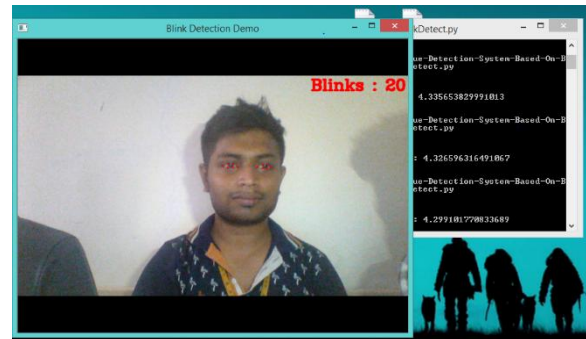 Blink Detection Demo
Blinks : 20
kDetect.py
ue-Detection-System-Based-On-B
etect.py
4.335653829991013
ue-Detection-System-Based-On-B
etect.py
: 4.326596316491067
ue-Detection-System-Based-On-B
etect.py
: 4.299101770833689